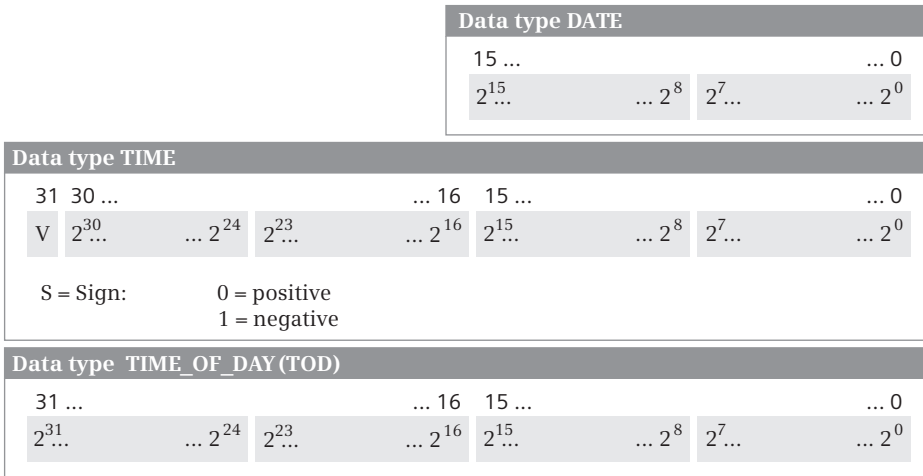 Data type DATE
15 ... ... 0
2^15... ... 2^8 2^7... ... 2^0
Data type TIME
31 30 ... ... 16 15 ... ... 0
V 2^30... ... 2^24 2^23... ... 2^16 2^15... ... 2^8 2^7... ... 2^0
S = Sign: 0 = positive
1 = negative
Data type TIME_OF_DAY (TOD)
31 ... ... 16 15 ... ... 0
2^31... ... 2^24 2^23... ... 2^16 2^15... ... 2^8 2^7... ... 2^0